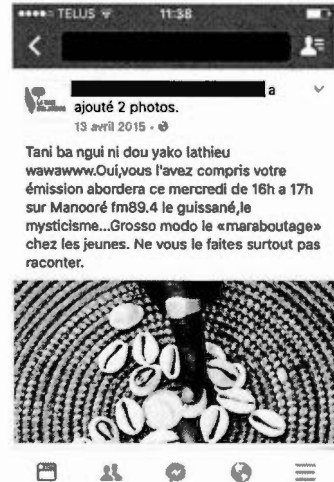 TELUS 11:38
a
ajouté 2 photos.
13 avril 2015 •
Tani ba ngui ni dou yako lathieu
wawawww.Oui,vous l'avez compris votre
émission abordera ce mercredi de 16h a 17h
sur Manooré fm89.4 le guissané,le
mysticisme...Grosso modo le «maraboutage»
chez les jeunes. Ne vous le faites surtout pas
raconter.